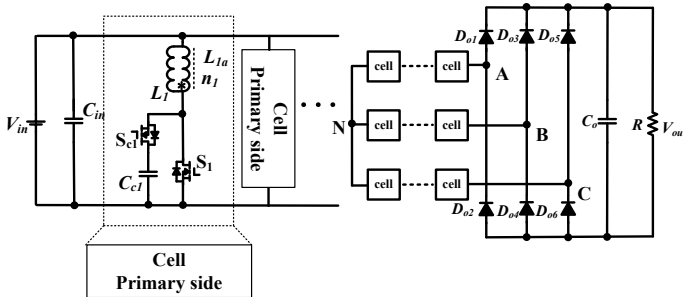 V_in
C_in
L_1
L_1a
n_1
S_c1
C_c1
S_1
Cell
Primary side
Cell
Primary side
N
cell
cell
cell
cell
cell
cell
A
B
C
D_o1
D_o3
D_o5
D_o2
D_o4
D_o6
C_o
R
V_ou